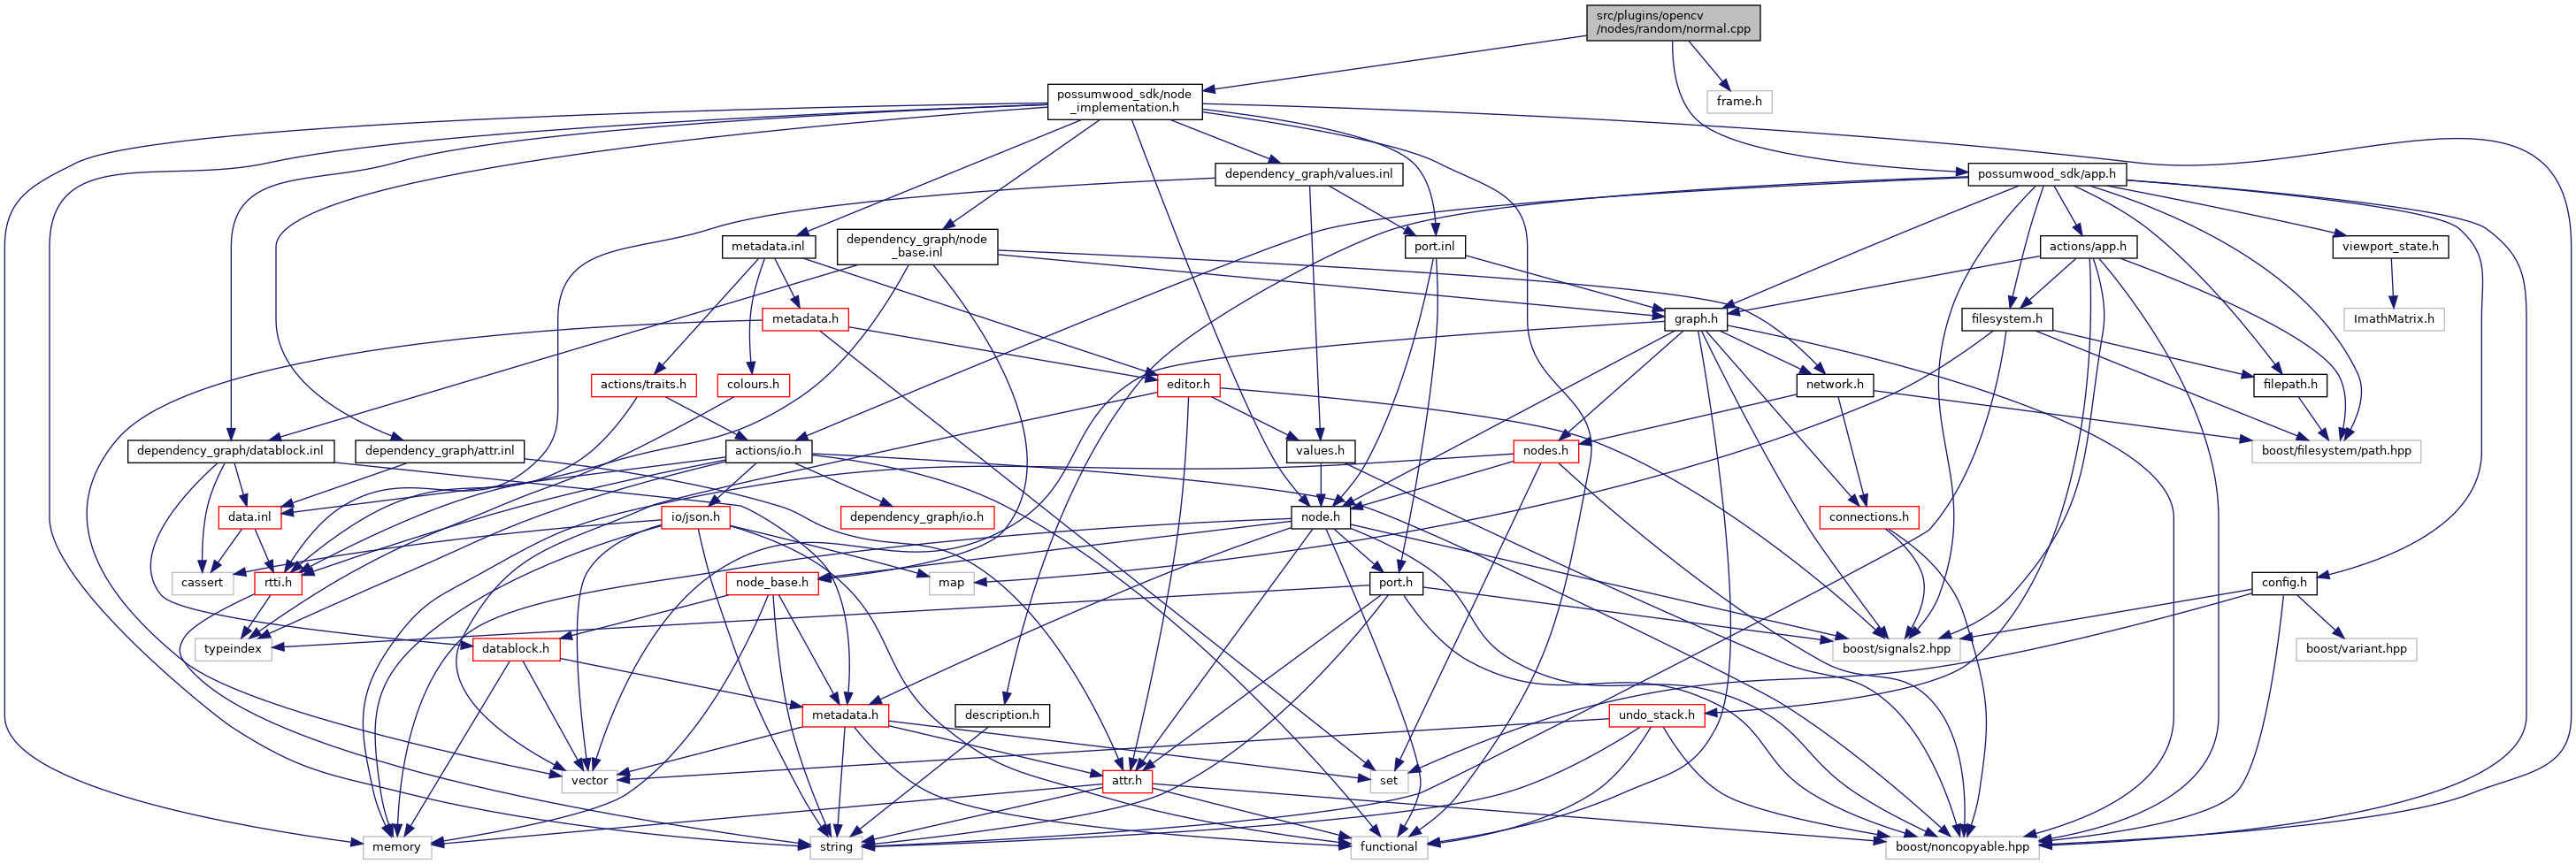 src/plugins/opencv
/nodes/random/normal.cpp
possumwood_sdk/node
_implementation.h
frame.h
dependency_graph/values.inl
possumwood_sdk/app.h
metadata.inl
dependency_graph/node
_base.inl
port.inl
actions/app.h
viewport_state.h
metadata.h
graph.h
filesystem.h
ImathMatrix.h
actions/traits.h
colours.h
editor.h
network.h
filepath.h
dependency_graph/datablock.inl
dependency_graph/attr.inl
actions/io.h
values.h
nodes.h
boost/filesystem/path.hpp
data.inl
io/json.h
dependency_graph/io.h
node.h
connections.h
cassert
rtti.h
node_base.h
map
port.h
config.h
typeindex
datablock.h
boost/signals2.hpp
boost/variant.hpp
metadata.h
description.h
undo_stack.h
vector
attr.h
set
memory
string
functional
boost/noncopyable.hpp